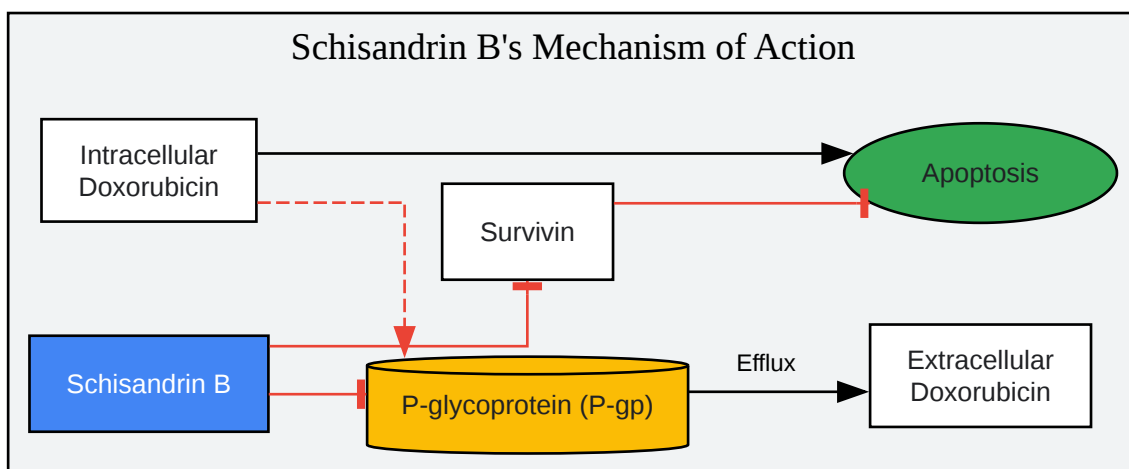 Schisandrin B's Mechanism of Action
Intracellular
Doxorubicin
Apoptosis
Survivin
Schisandrin B
P-glycoprotein (P-gp)
Efflux
Extracellular
Doxorubicin